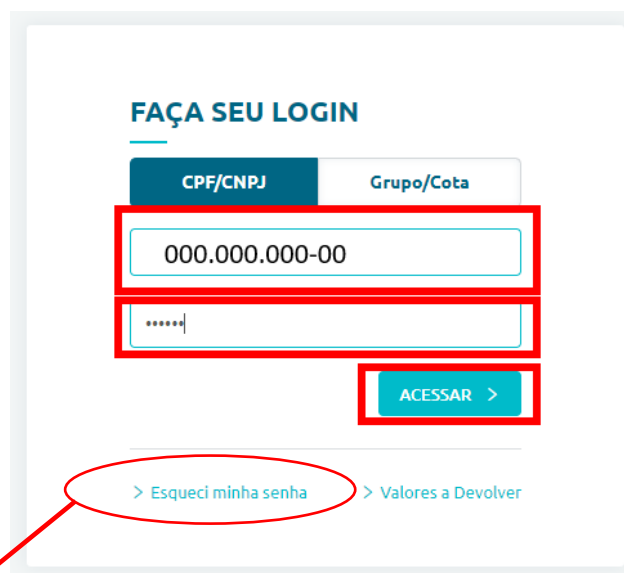 FAÇA SEU LOGIN
CPF/CNPJ Grupo/Cota
000.000.000-00
••••••
ACESSAR >
> Esqueci minha senha > Valores a Devolver